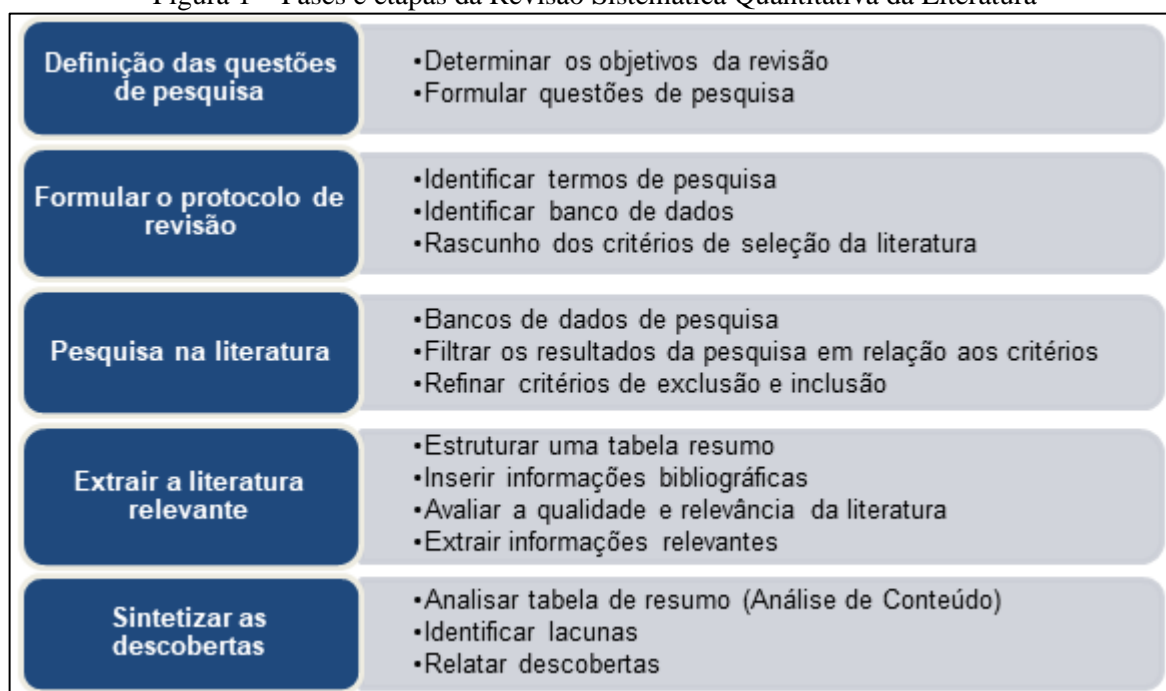 Figura 1 – Fases e etapas da Revisão Sistemática Quantitativa da Literatura
Definição das questões
de pesquisa
•Determinar os objetivos da revisão
•Formular questões de pesquisa
Formular o protocolo de
revisão
•Identificar termos de pesquisa
•Identificar banco de dados
•Rascunho dos critérios de seleção da literatura
Pesquisa na literatura
•Bancos de dados de pesquisa
•Filtrar os resultados da pesquisa em relação aos critérios
•Refinar critérios de exclusão e inclusão
Extrair a literatura
relevante
•Estruturar uma tabela resumo
•Inserir informações bibliográficas
•Avaliar a qualidade e relevância da literatura
•Extrair informações relevantes
Sintetizar as
descobertas
•Analisar tabela de resumo (Análise de Conteúdo)
•Identificar lacunas
•Relatar descobertas